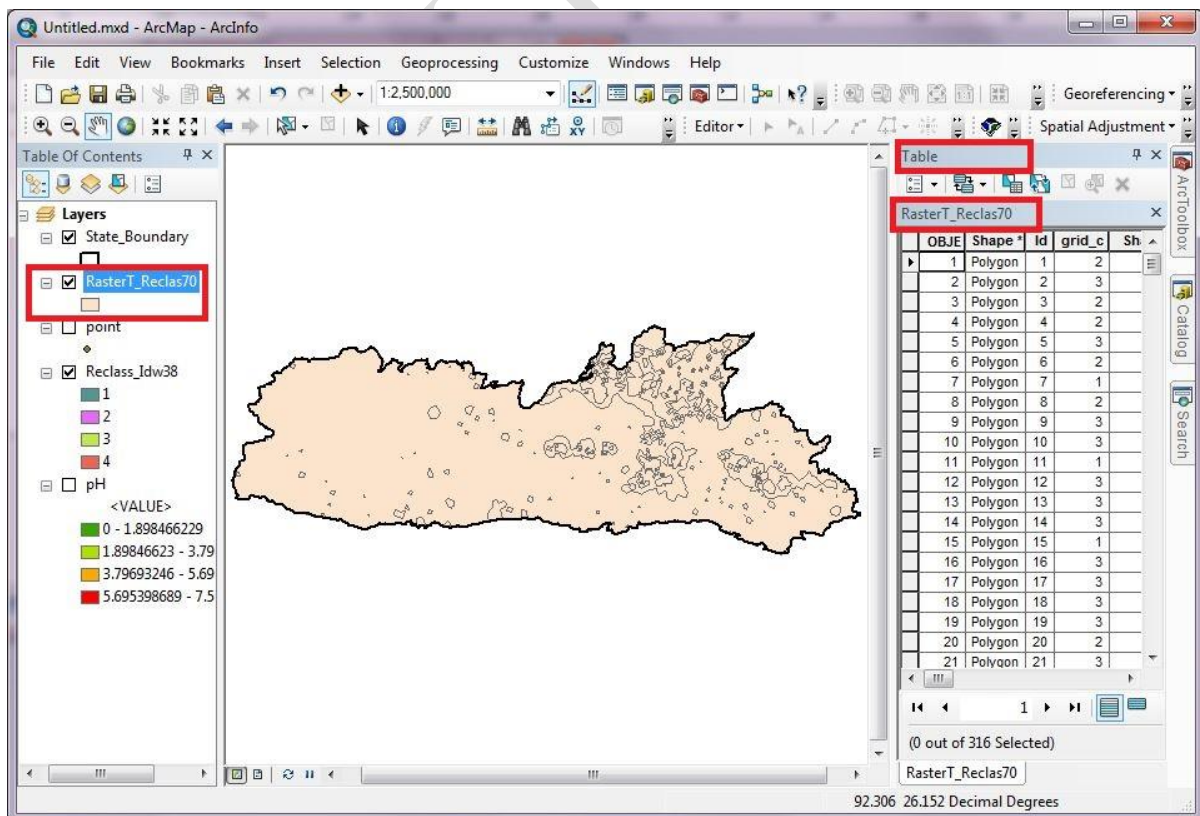 Untitled.mxd - ArcMap - ArcInfo
File Edit View Bookmarks Insert Selection Geoprocessing Customize Windows Help
1:2,500,000
Georeferencing
Editor
Spatial Adjustment
Table Of Contents
Layers
State_Boundary
RasterT_Reclas70
point
Reclass_Idw38
1
2
3
4
pH
<VALUE>
0 - 1.898466229
1.89846623 - 3.79
3.79693246 - 5.69
5.695398689 - 7.5
Table
RasterT_Reclas70
OBJE Shape * Id grid_c Sh
1 Polygon 1 2
2 Polygon 2 3
3 Polygon 3 2
4 Polygon 4 2
5 Polygon 5 3
6 Polygon 6 2
7 Polygon 7 1
8 Polygon 8 2
9 Polygon 9 3
10 Polygon 10 3
11 Polygon 11 1
12 Polygon 12 3
13 Polygon 13 3
14 Polygon 14 3
15 Polygon 15 1
16 Polygon 16 3
17 Polygon 17 3
18 Polygon 18 3
19 Polygon 19 3
20 Polygon 20 2
21 Polygon 21 3
1
(0 out of 316 Selected)
RasterT_Reclas70
ArcToolbox
Catalog
Search
92.306 26.152 Decimal Degrees